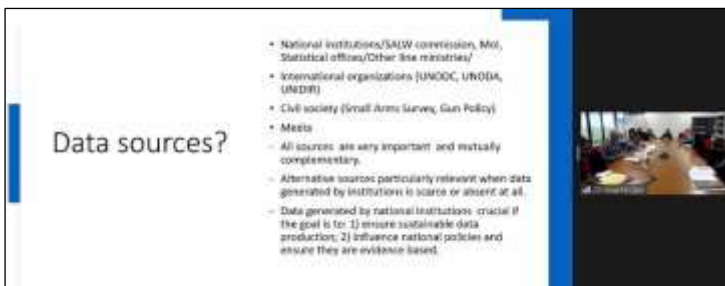 Data sources?
• National institutions/SALW commission, MoI,
Statistical offices/Other line ministries/
• International organizations (UNODC, UNODA,
UNIDIR)
• Civil society (Small Arms Survey, Gun Policy)
• Media
- All sources are very important and mutually
complementary.
- Alternative sources particularly relevant when data
generated by institutions is scarce or absent at all.
- Data generated by national institutions crucial if
the goal is to: 1) ensure sustainable data
production; 2) influence national policies and
ensure they are evidence based.